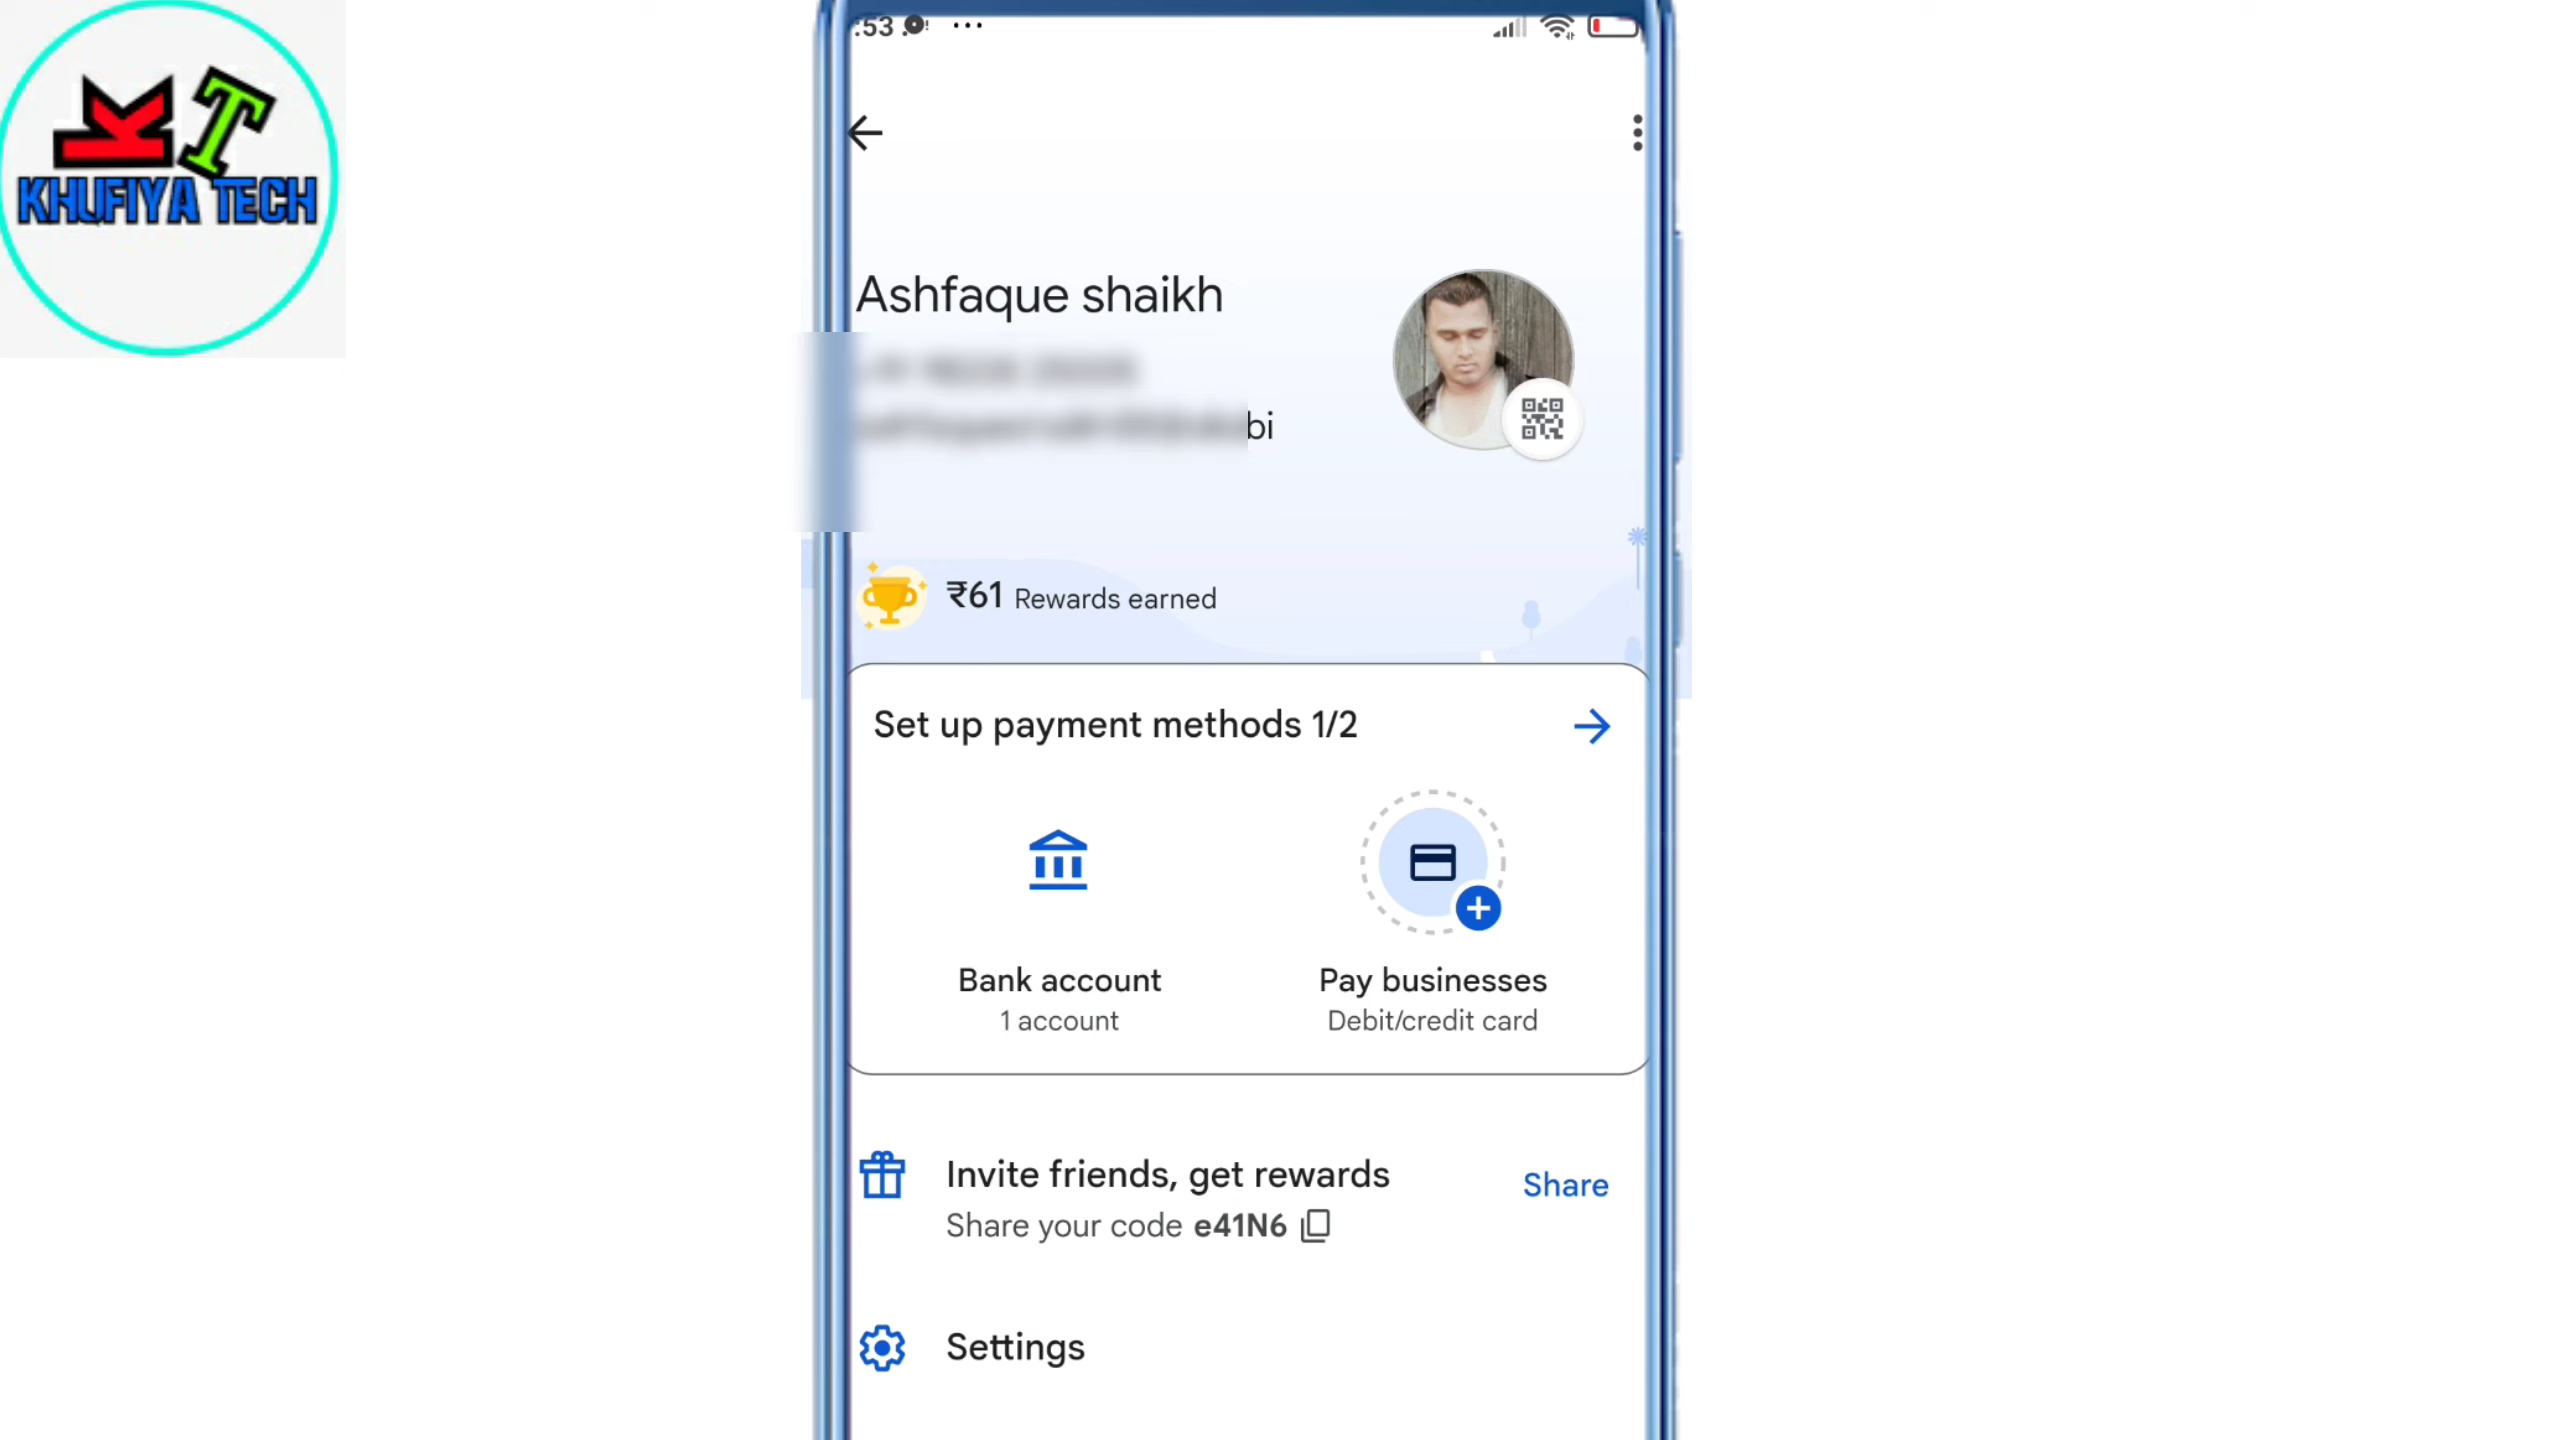 KT
KHUFIYA TECH
:53
Ashfaque shaikh
bi
₹61 Rewards earned
Set up payment methods 1/2
Bank account
1 account
Pay businesses
Debit/credit card
Invite friends, get rewards
Share your code e41N6
Share
Settings